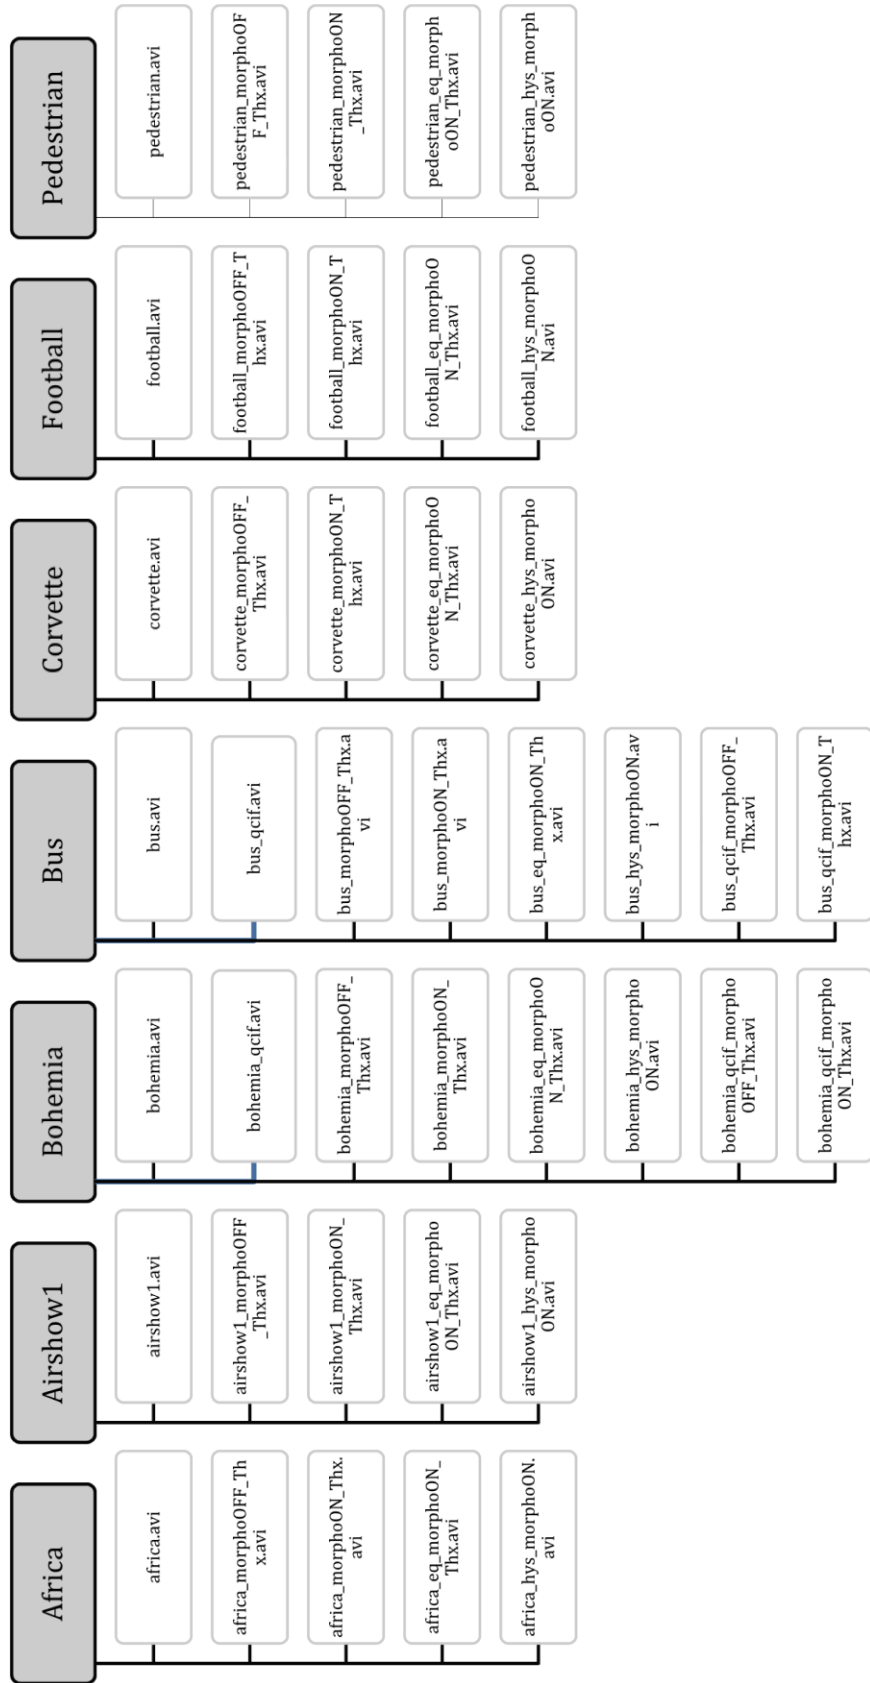 Africa
africa.avi
africa_morphoOFF_Th
x.avi
africa_morphoON_Thx.
avi
africa_eq_morphoON_
Thx.avi
africa_hys_morphoON.
avi
Airshow1
airshow1.avi
airshow1_morphoOFF
_Thx.avi
airshow1_morphoON_
Thx.avi
airshow1_eq_morpho
ON_Thx.avi
airshow1_hys_morpho
ON.avi
Bohemia
bohemia.avi
bohemia_qcif.avi
bohemia_morphoOFF_
Thx.avi
bohemia_morphoON_
Thx.avi
bohemia_eq_morphoO
N_Thx.avi
bohemia_hys_morpho
ON.avi
bohemia_qcif_morpho
OFF_Thx.avi
bohemia_qcif_morpho
ON_Thx.avi
Bus
bus.avi
bus_qcif.avi
bus_morphoOFF_Thx.a
vi
bus_morphoON_Thx.a
vi
bus_eq_morphoON_Th
x.avi
bus_hys_morphoON.av
i
bus_qcif_morphoOFF_
Thx.avi
bus_qcif_morphoON_T
hx.avi
Corvette
corvette.avi
corvette_morphoOFF_
Thx.avi
corvette_morphoON_T
hx.avi
corvette_eq_morphoO
N_Thx.avi
corvette_hys_morpho
ON.avi
Football
football.avi
football_morphoOFF_T
hx.avi
football_morphoON_T
hx.avi
football_eq_morphoO
N_Thx.avi
football_hys_morphoO
N.avi
Pedestrian
pedestrian.avi
pedestrian_morphoOF
F_Thx.avi
pedestrian_morphoON
_Thx.avi
pedestrian_eq_morph
oON_Thx.avi
pedestrian_hys_morph
oON.avi